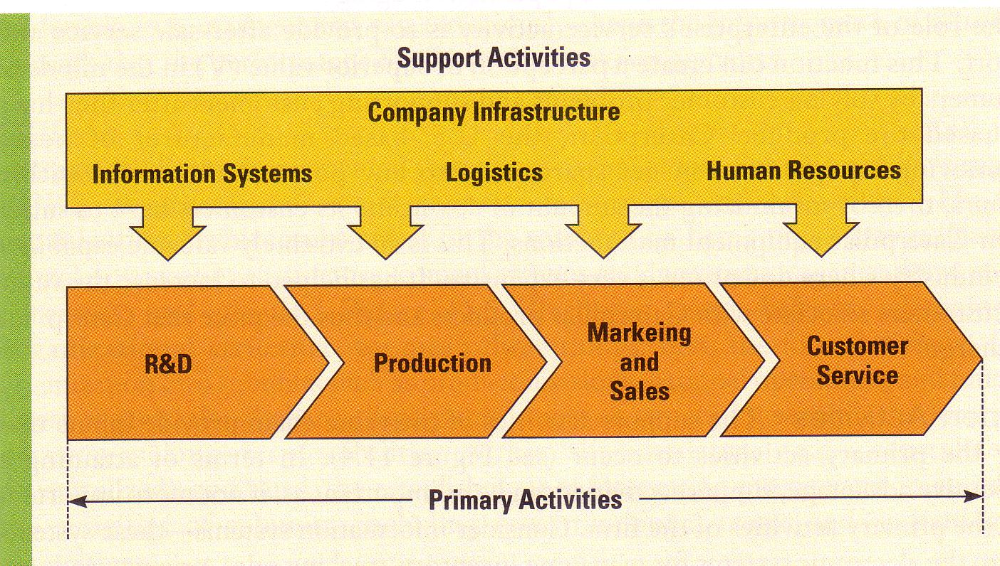 Support Activities
Company Infrastructure
Information Systems
Logistics
Human Resources
R&D
Production
Markeing
and
Sales
Customer
Service
Primary Activities